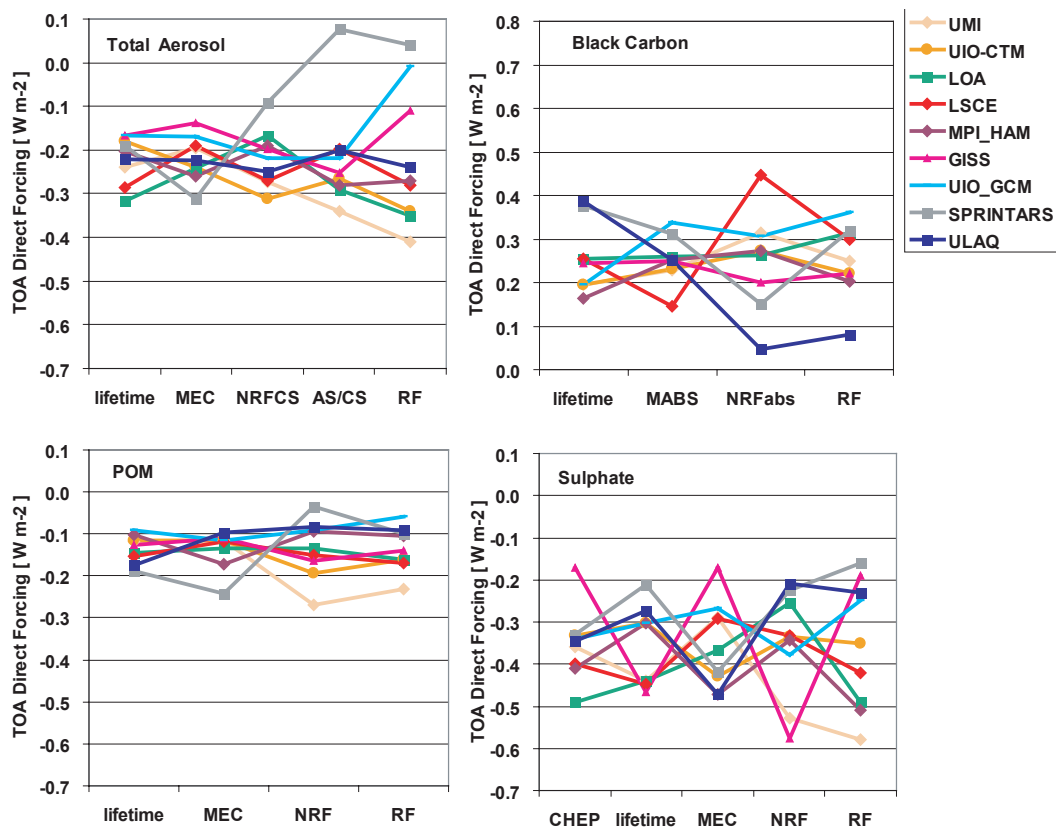 Total Aerosol
TOA Direct Forcing [ W m-2]
0.1
0.0
-0.1
-0.2
-0.3
-0.4
-0.5
-0.6
-0.7
lifetime MEC NRFCS AS/CS RF
Black Carbon
TOA Direct Forcing [ W m-2]
0.8
0.7
0.6
0.5
0.4
0.3
0.2
0.1
0.0
lifetime MABS NRFabs RF
UMI
UIO-CTM
LOA
LSCE
MPI_HAM
GISS
UIO_GCM
SPRINTARS
ULAQ
POM
TOA Direct Forcing [ W m-2]
0.1
0.0
-0.1
-0.2
-0.3
-0.4
-0.5
-0.6
-0.7
lifetime MEC NRF RF
Sulphate
TOA Direct Forcing [ W m-2]
0.1
0.0
-0.1
-0.2
-0.3
-0.4
-0.5
-0.6
-0.7
CHEP lifetime MEC NRF RF